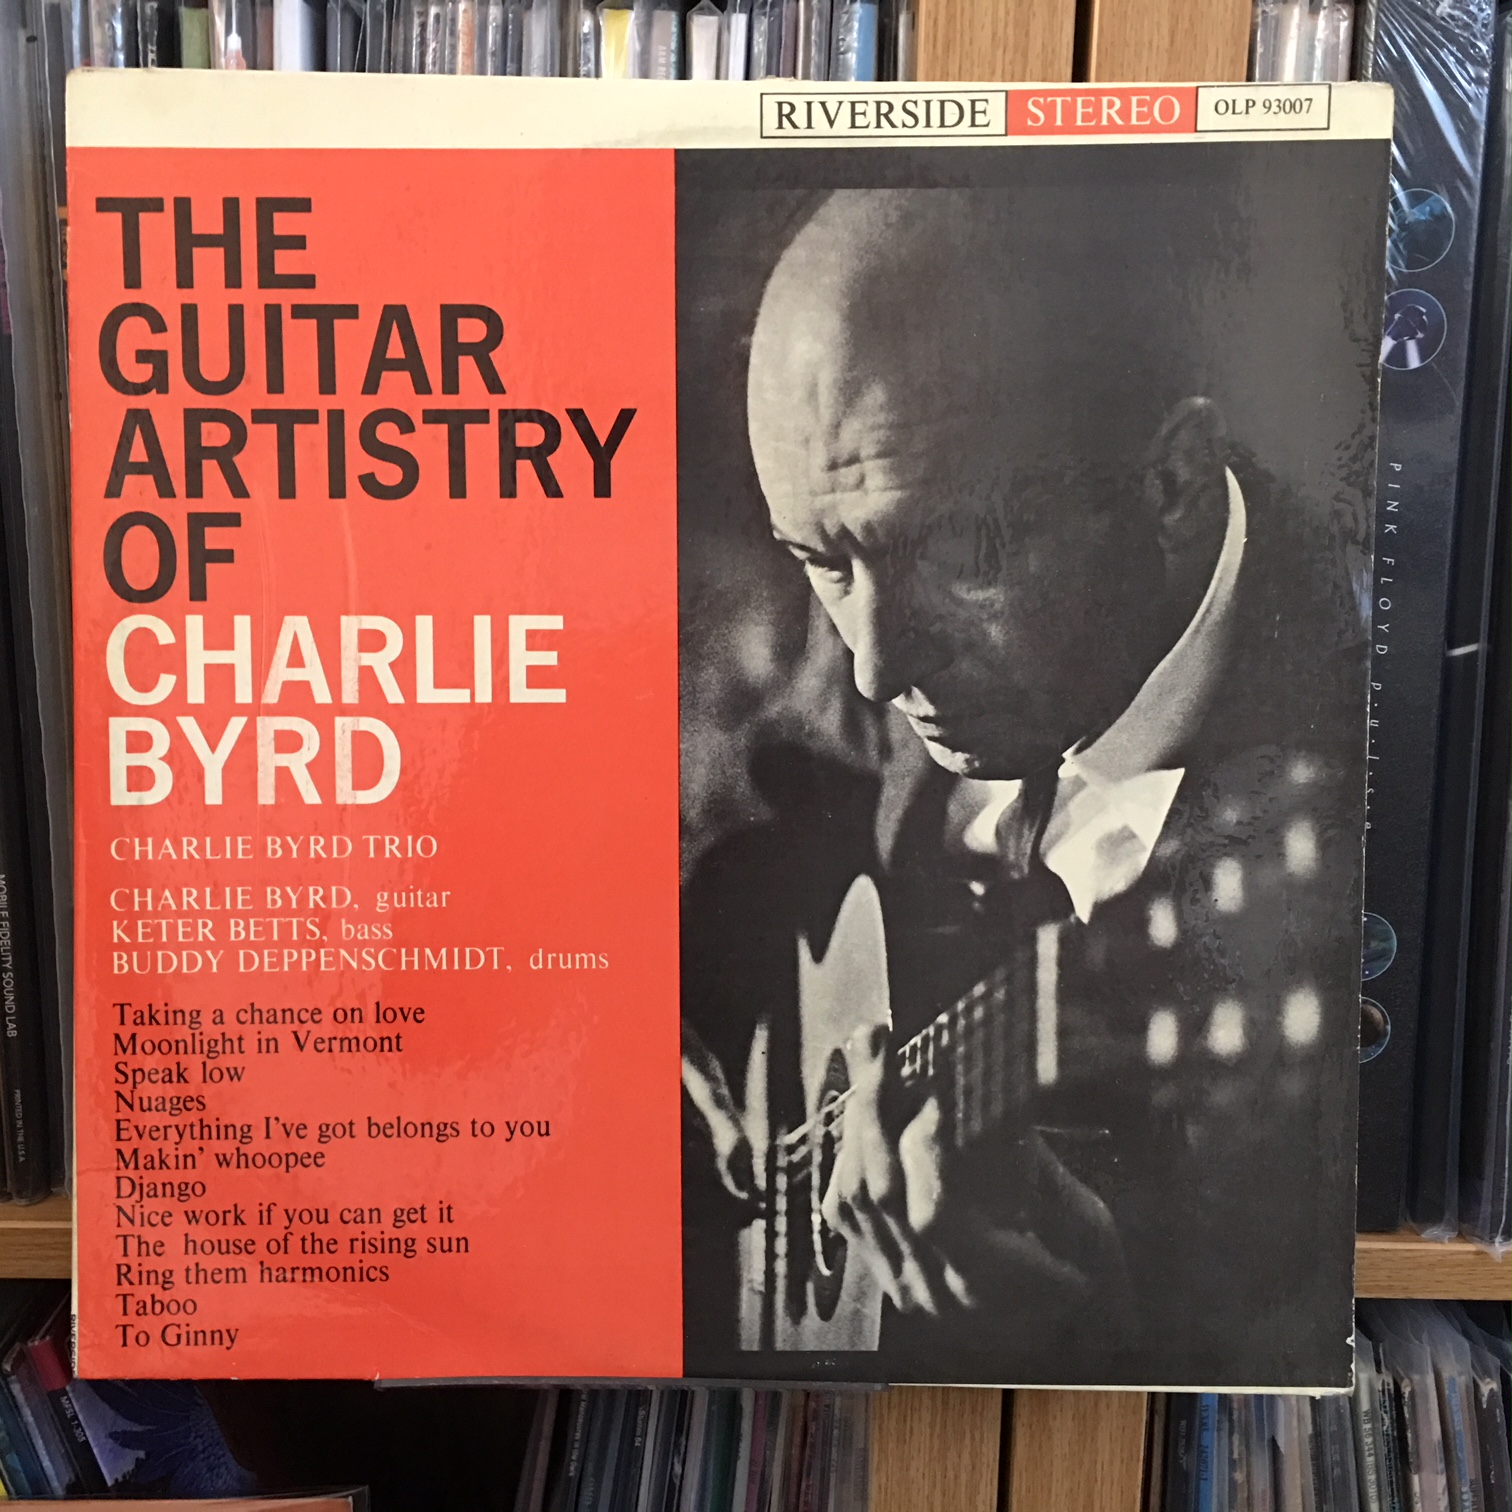 RIVERSIDE STEREO OLP 93007
THE
GUITAR
ARTISTRY
OF
CHARLIE
BYRD
CHARLIE BYRD TRIO
CHARLIE BYRD, guitar
KETER BETTS, bass
BUDDY DEPPENSCHMIDT, drums
Taking a chance on love
Moonlight in Vermont
Speak low
Nuages
Everything I've got belongs to you
Makin' whoopee
Django
Nice work if you can get it
The house of the rising sun
Ring them harmonics
Taboo
To Ginny
PINK FLOYD p.u.l.s.e
MOBILE FIDELITY SOUND LAB
PRINTED IN THE U.S.A.